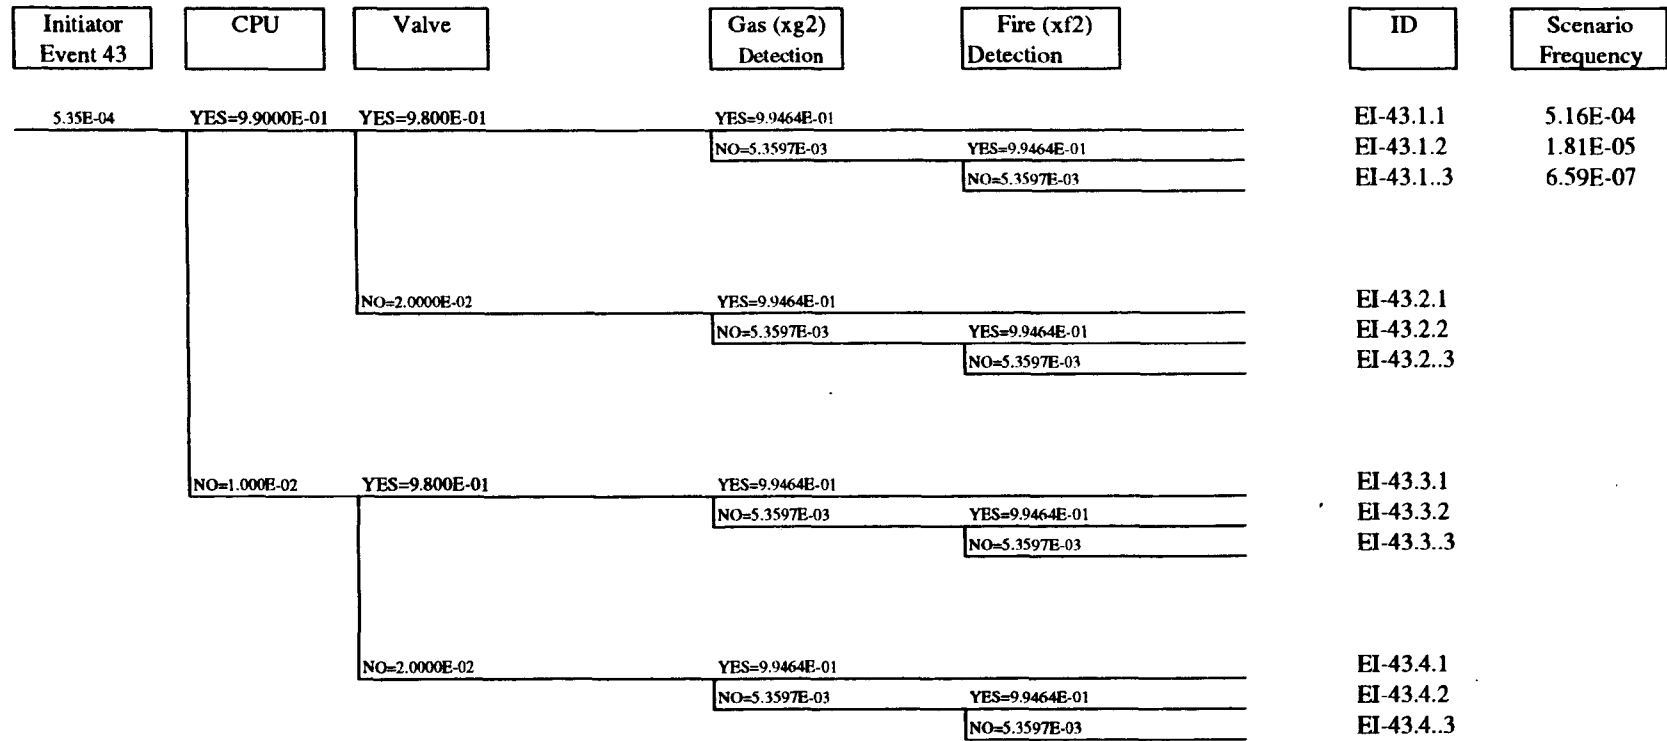 Initiator
Event 43
CPU
Valve
Gas (xg2)
Detection
Fire (xf2)
Detection
ID
Scenario
Frequency
5.35E-04 YES=9.9000E-01 YES=9.800E-01 YES=9.9464E-01 EI-43.1.1 5.16E-04
NO=5.3597E-03 YES=9.9464E-01 EI-43.1.2 1.81E-05
NO=5.3597E-03 EI-43.1..3 6.59E-07
NO=2.0000E-02 YES=9.9464E-01 EI-43.2.1
NO=5.3597E-03 YES=9.9464E-01 EI-43.2.2
NO=5.3597E-03 EI-43.2..3
NO=1.000E-02 YES=9.800E-01 YES=9.9464E-01 EI-43.3.1
NO=5.3597E-03 YES=9.9464E-01 EI-43.3.2
NO=5.3597E-03 EI-43.3..3
NO=2.0000E-02 YES=9.9464E-01 EI-43.4.1
NO=5.3597E-03 YES=9.9464E-01 EI-43.4.2
NO=5.3597E-03 EI-43.4..3